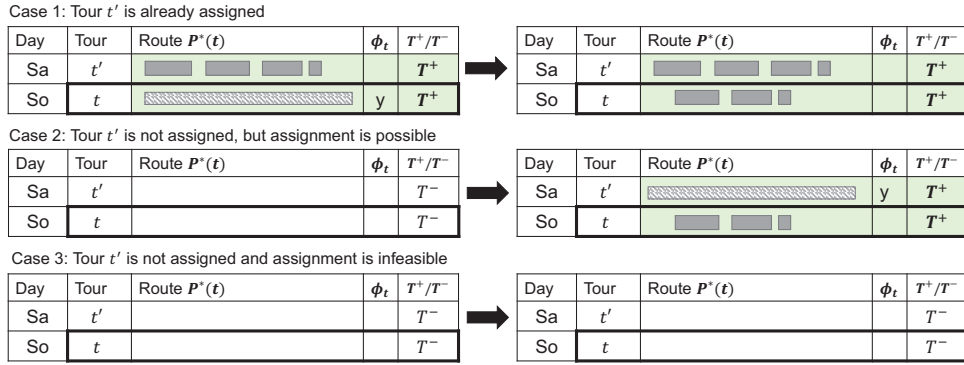 Case 1: Tour t′ is already assigned
Day Tour Route P*(t) ϕt T⁺/T⁻ Day Tour Route P*(t) ϕt T⁺/T⁻
Sa t′ T⁺ Sa t′ T⁺
So t y T⁺ So t T⁺
Case 2: Tour t′ is not assigned, but assignment is possible
Day Tour Route P*(t) ϕt T⁺/T⁻ Day Tour Route P*(t) ϕt T⁺/T⁻
Sa t′ T⁻ Sa t′ y T⁺
So t T⁻ So t T⁺
Case 3: Tour t′ is not assigned and assignment is infeasible
Day Tour Route P*(t) ϕt T⁺/T⁻ Day Tour Route P*(t) ϕt T⁺/T⁻
Sa t′ T⁻ Sa t′ T⁻
So t T⁻ So t T⁻